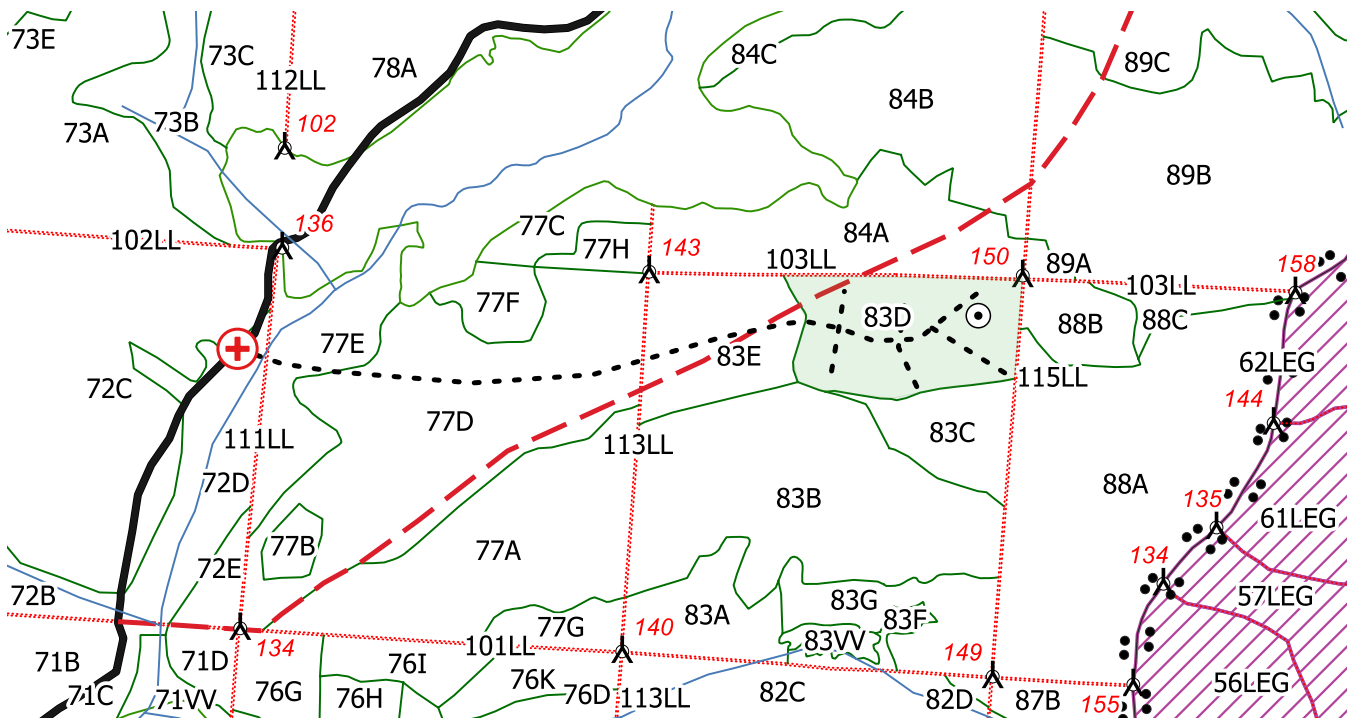 73E
73C
78A
84C
89C
112LL
84B
73A
73B
102
89B
136
102LL
77C
77H
143
84A
103LL
150
89A
158
103LL
77F
83D
88B
88C
77E
83E
62LEG
72C
115LL
77D
144
111LL
113LL
83C
72D
83B
88A
135
61LEG
77B
77A
134
72E
72B
57LEG
83A
83G
83F
77G
140
83VV
134
101LL
149
71B
71D
76I
71C
71VV
76G
76H
76K
76D
113LL
82C
82D
87B
155
56LEG